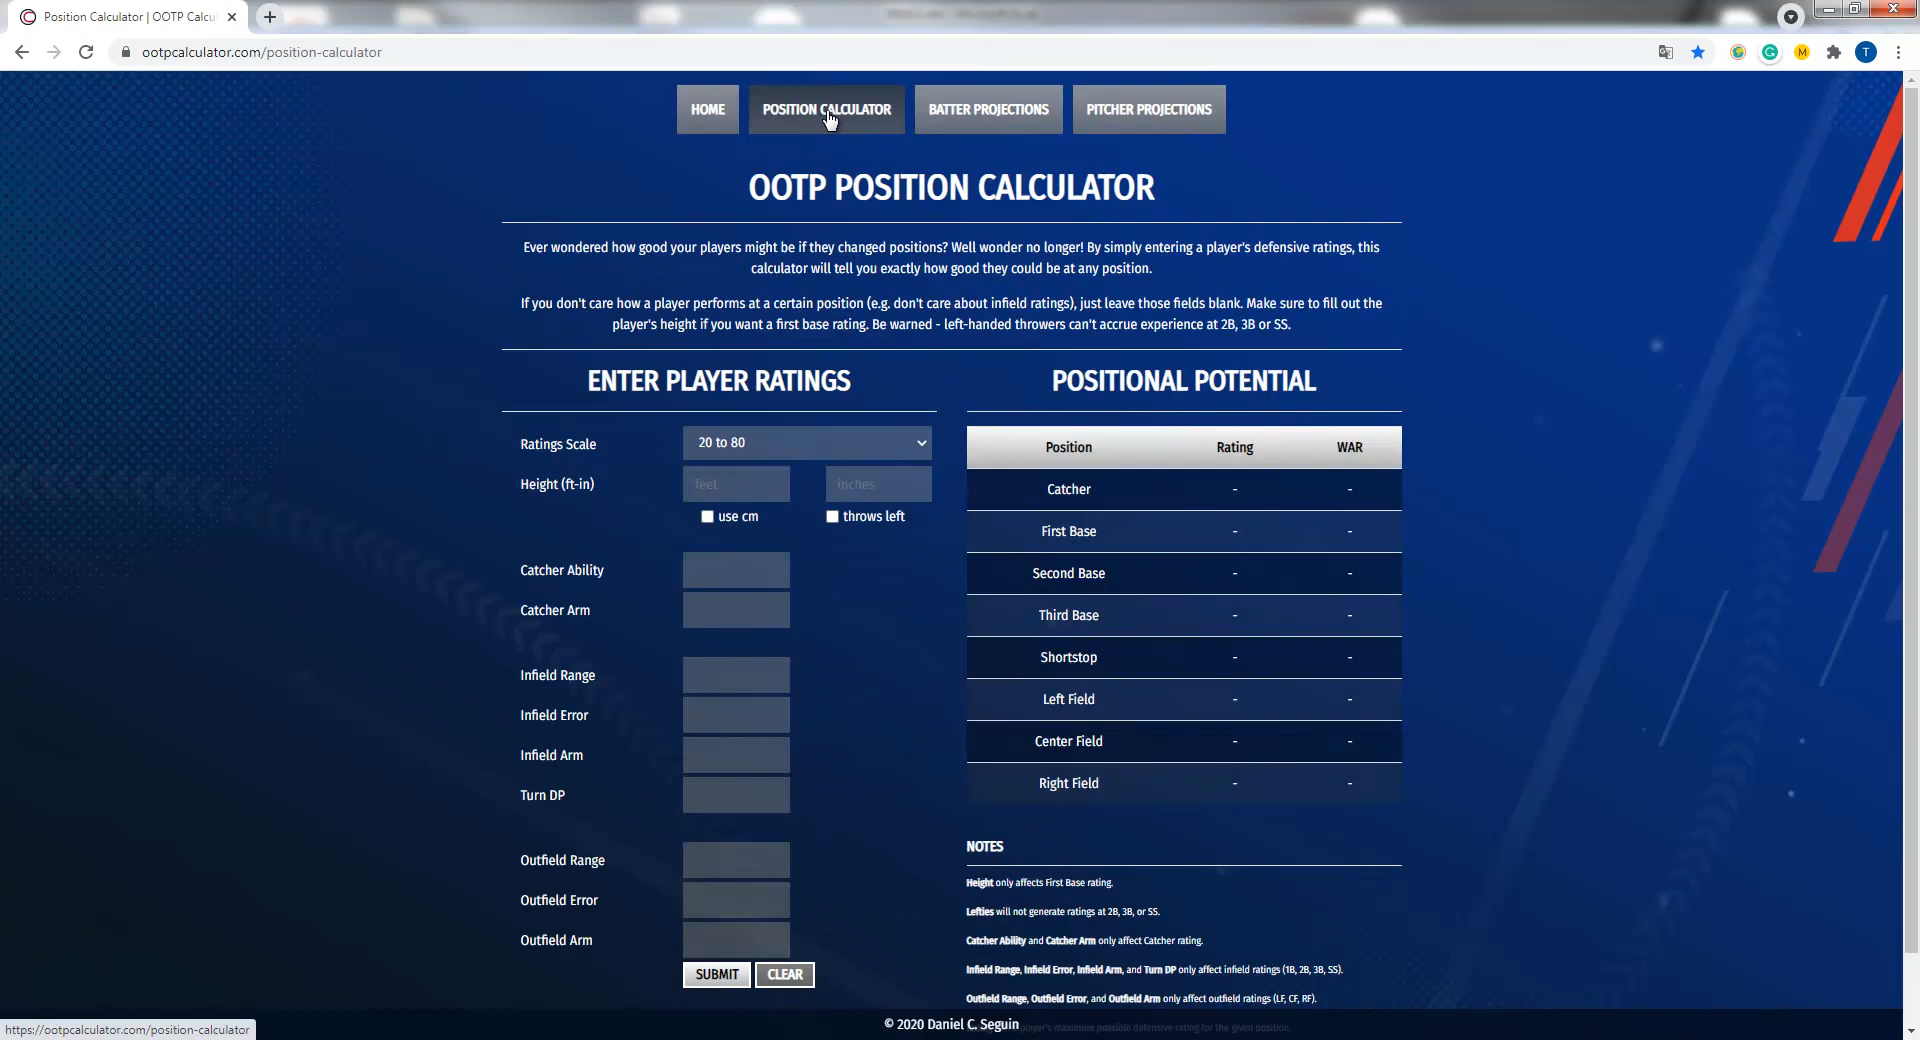 Position Calculator | OOTP Calcu
ootpcalculator.com/position-calculator
T
HOME
POSITION CALCULATOR
BATTER PROJECTIONS
PITCHER PROJECTIONS
OOTP POSITION CALCULATOR
Ever wondered how good your players might be if they changed positions? Well wonder no longer! By simply entering a player's defensive ratings, this
calculator will tell you exactly how good they could be at any position.
If you don't care how a player performs at a certain position (e.g. don't care about infield ratings), just leave those fields blank. Make sure to fill out the
player's height if you want a first base rating. Be warned - left-handed throwers can't accrue experience at 2B, 3B or SS.
ENTER PLAYER RATINGS
Ratings Scale
20 to 80
Height (ft-in)
feet
inches
use cm
throws left
Catcher Ability
Catcher Arm
Infield Range
Infield Error
Infield Arm
Turn DP
Outfield Range
Outfield Error
Outfield Arm
SUBMIT
CLEAR
POSITIONAL POTENTIAL
Position Rating WAR
Catcher - -
First Base - -
Second Base - -
Third Base - -
Shortstop - -
Left Field - -
Center Field - -
Right Field - -
NOTES
Height only affects First Base rating.
Lefties will not generate ratings at 2B, 3B, or SS.
Catcher Ability and Catcher Arm only affect Catcher rating.
Infield Range, Infield Error, Infield Arm, and Turn DP only affect infield ratings (1B, 2B, 3B, SS).
Outfield Range, Outfield Error, and Outfield Arm only affect outfield ratings (LF, CF, RF).
player's maximum possible defensive rating for the given position.
© 2020 Daniel C. Seguin
https://ootpcalculator.com/position-calculator